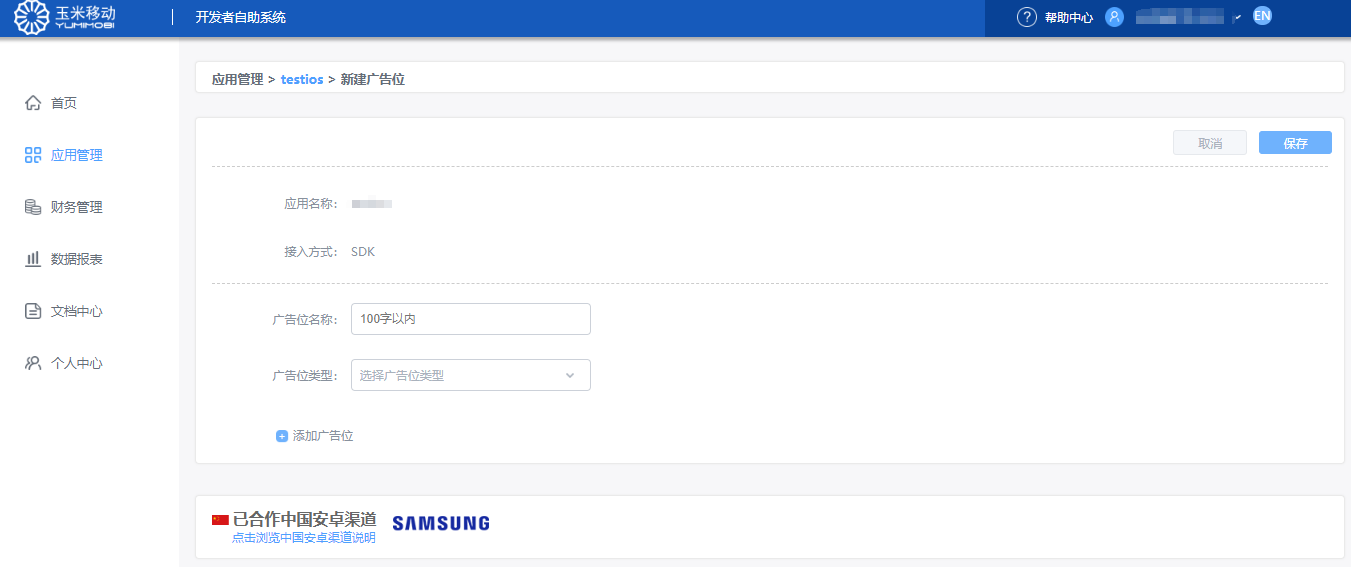 玉米移动
YUMIMOBI
开发者自助系统
帮助中心
EN
首页
应用管理
财务管理
数据报表
文档中心
个人中心
应用管理 > testios > 新建广告位
取消
保存
应用名称:
接入方式: SDK
广告位名称: 100字以内
广告位类型: 选择广告位类型
添加广告位
已合作中国安卓渠道
SAMSUNG
点击浏览中国安卓渠道说明